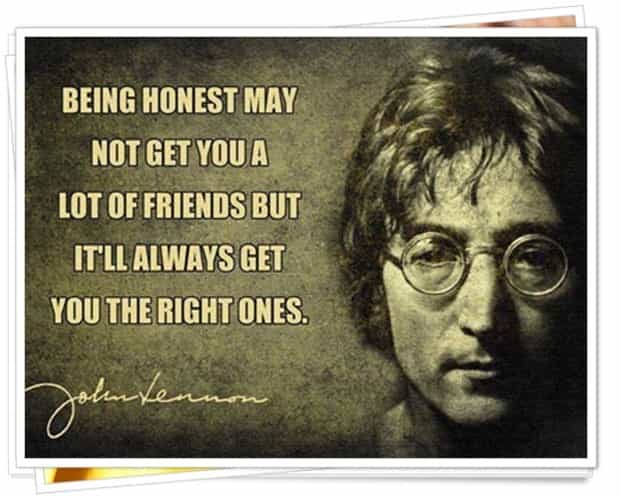 BEING HONEST MAY
NOT GET YOU A
LOT OF FRIENDS BUT
IT'LL ALWAYS GET
YOU THE RIGHT ONES.
John Lennon